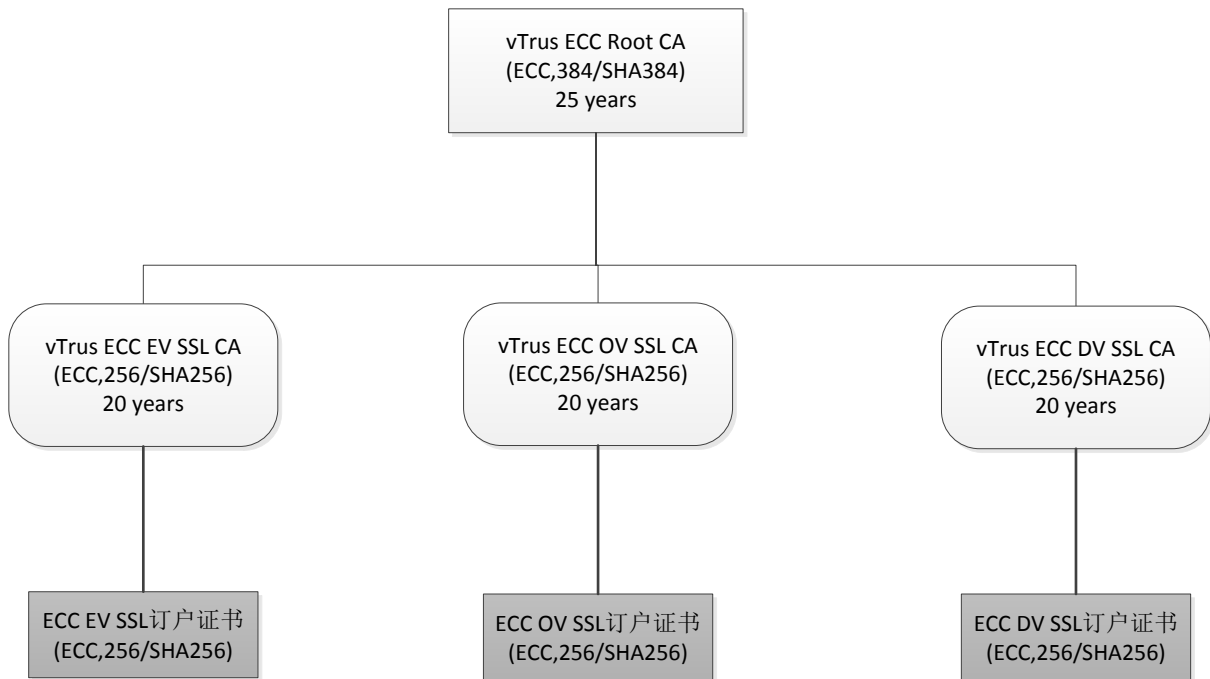 vTrus ECC Root CA
(ECC,384/SHA384)
25 years
vTrus ECC EV SSL CA
(ECC,256/SHA256)
20 years
vTrus ECC OV SSL CA
(ECC,256/SHA256)
20 years
vTrus ECC DV SSL CA
(ECC,256/SHA256)
20 years
ECC EV SSL订户证书
(ECC,256/SHA256)
ECC OV SSL订户证书
(ECC,256/SHA256)
ECC DV SSL订户证书
(ECC,256/SHA256)